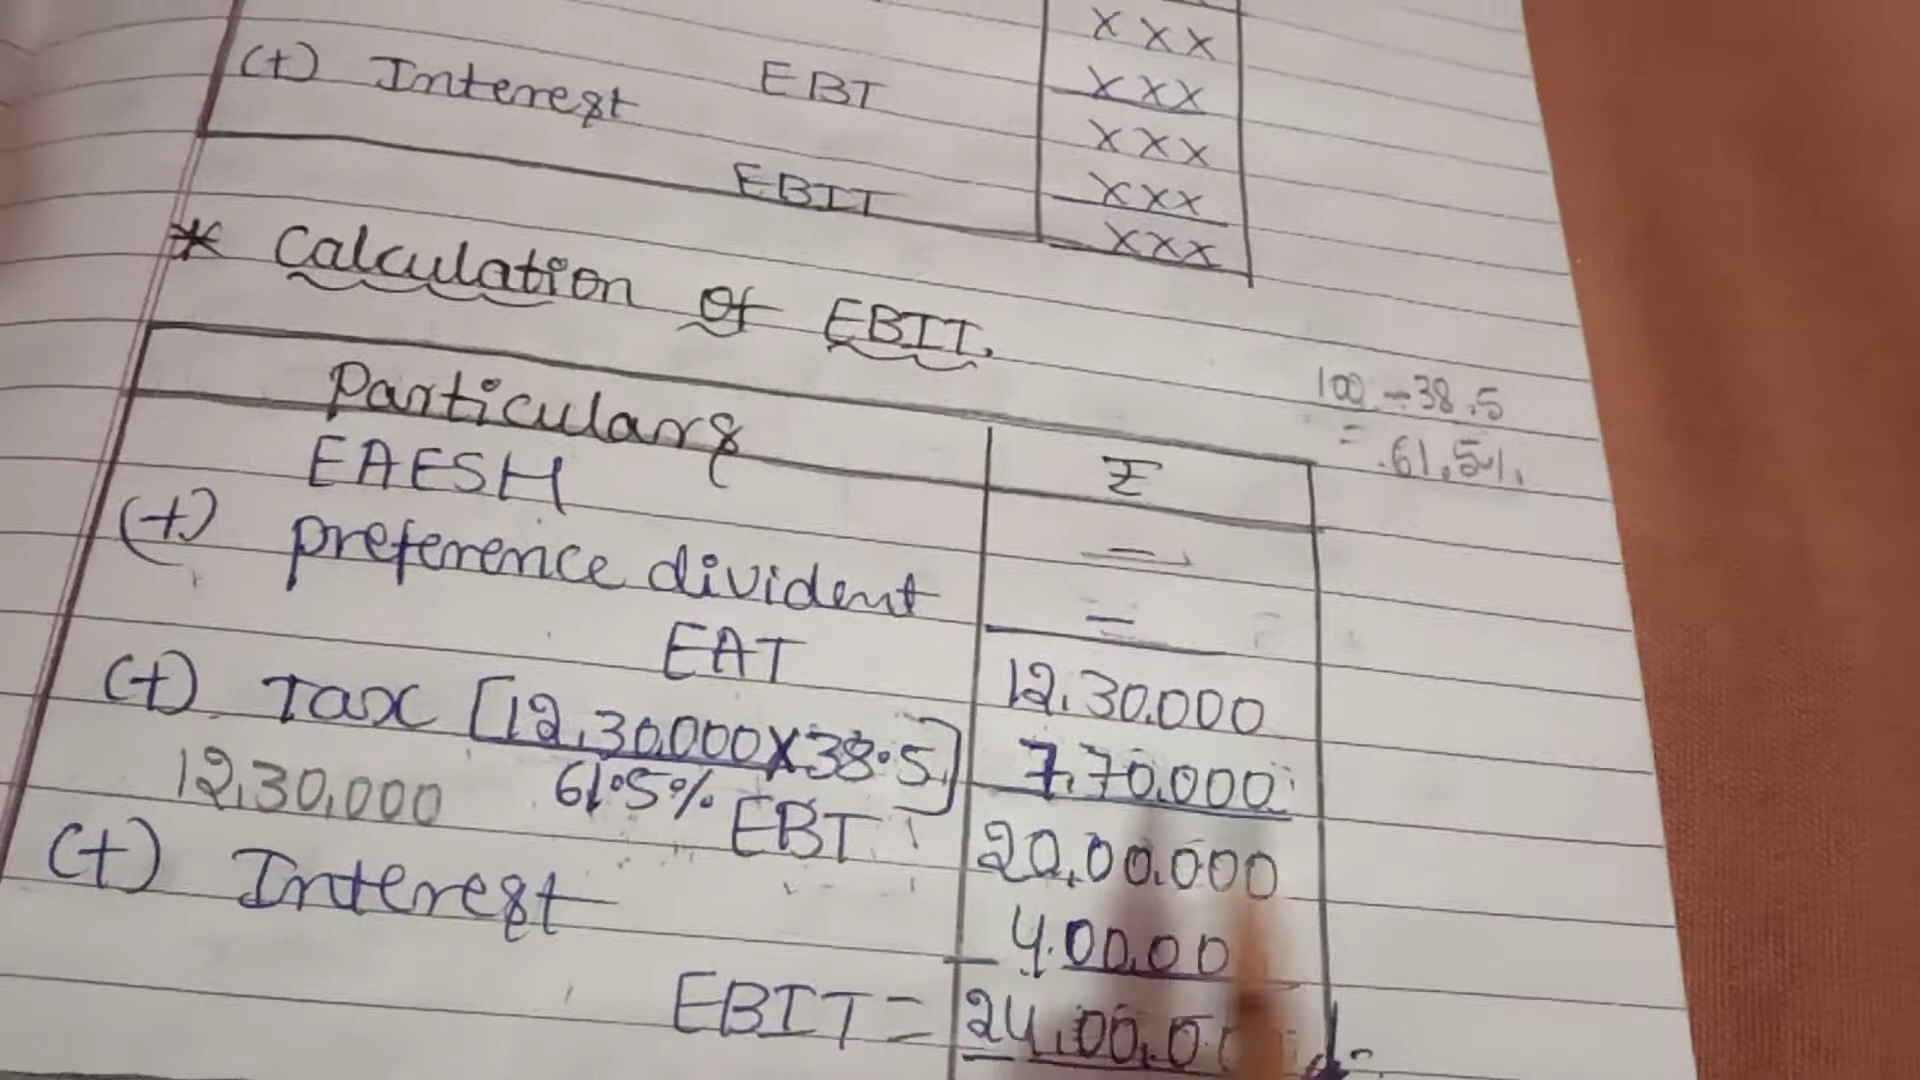 XXX
(+) Interest EBT XXX
XXX
EBIT XXX
XXX
* Calculation of EBIT.
100 - 38.5
= 61.5%
Particulars ₹
EAESH —
(+) preference divident —
EAT 12,30,000
(+) Tax [12,30,000X38.5] 7,70,000
12,30,000 61.5% EBT 20,00,000
(+) Interest 4,00,00
EBIT = 24,00,0